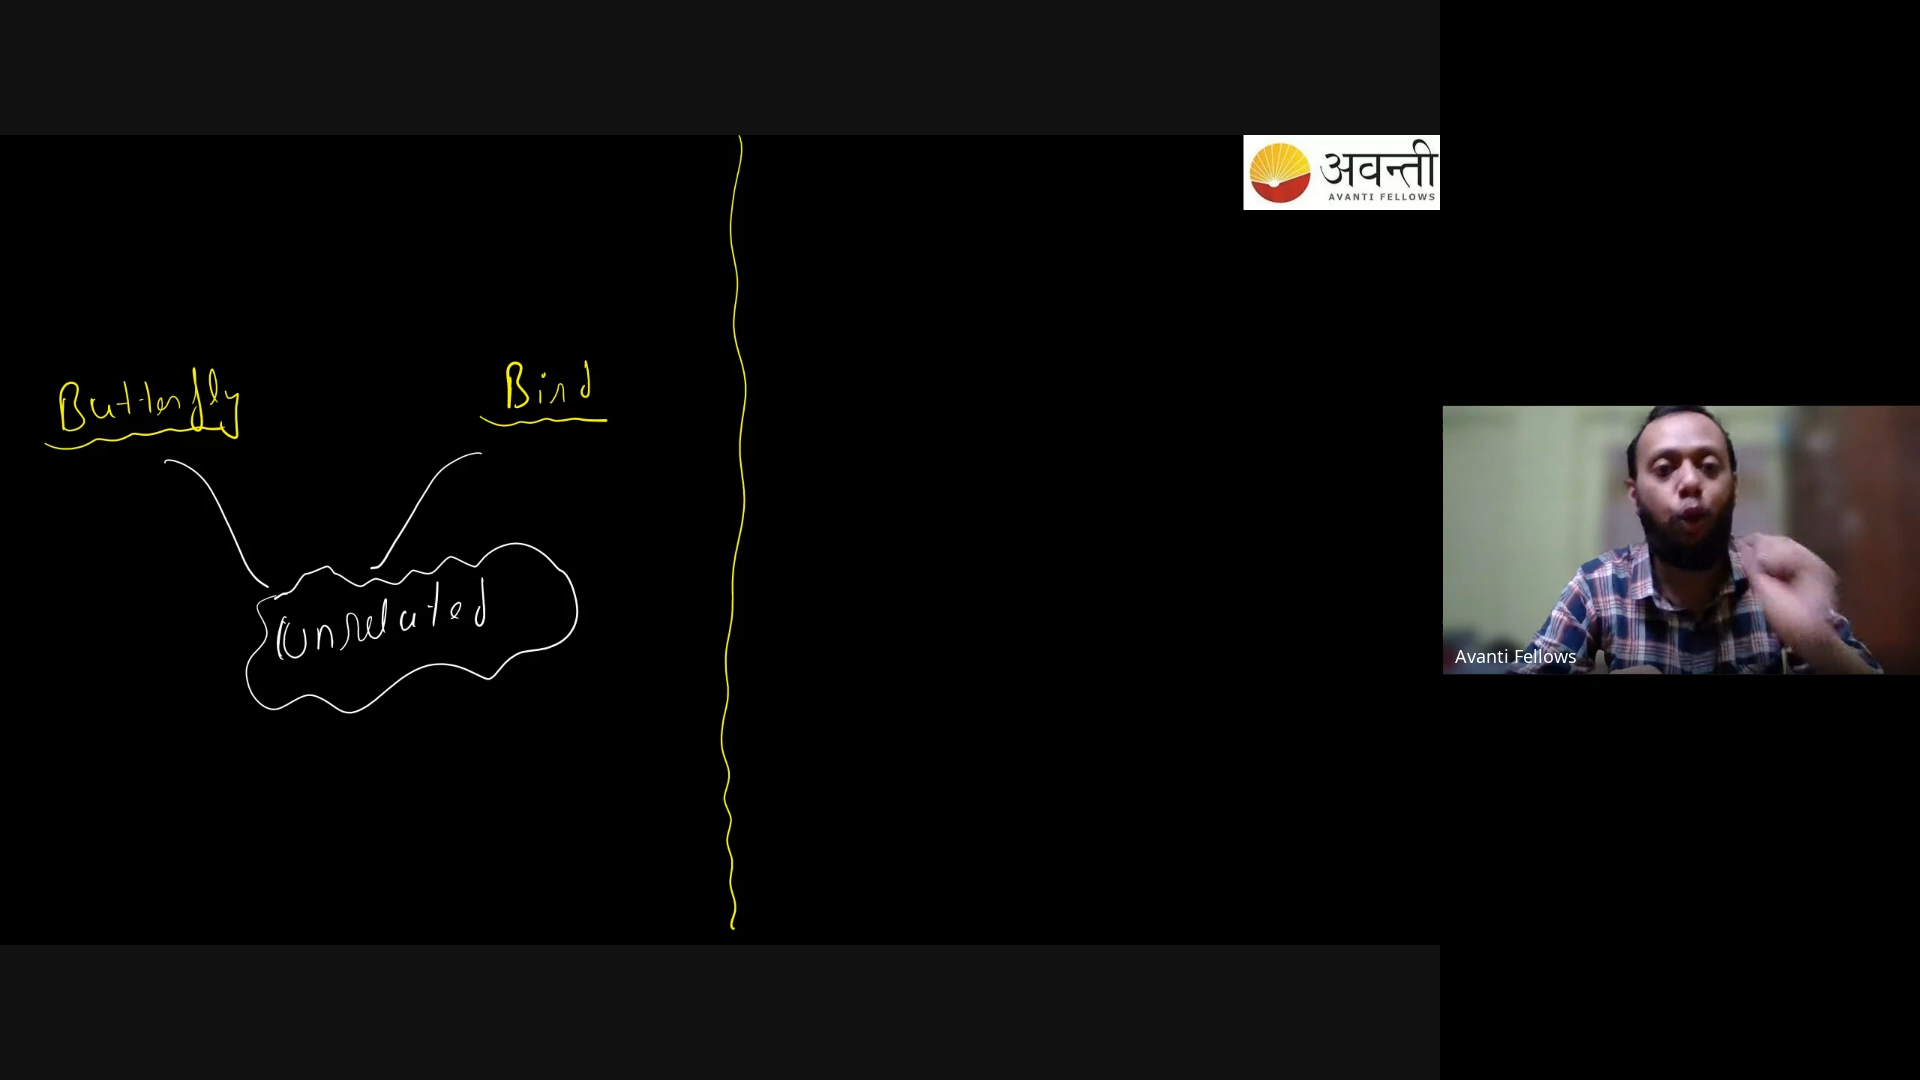 अवन्ती
AVANTI FELLOWS
Butterfly
Bird
Unrelated
Avanti Fellows